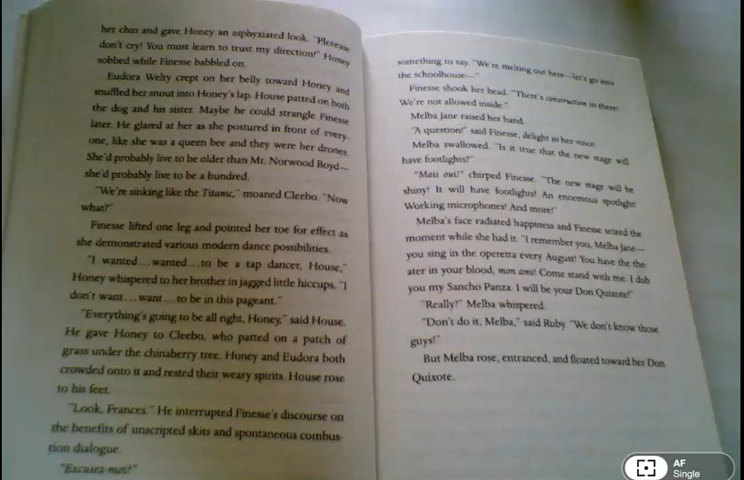 her chin and gave Honey an asphyxiated look. "Pleeease
don't cry! You must learn to trust my direction!" Honey
sobbed while Finesse babbled on.
Eudora Welty crept on her belly toward Honey and
snuffled her snout into Honey's lap. House patted on both
the dog and his sister. Maybe he could strangle Finesse
later. He glared at her as she postured in front of every-
one, like she was a queen bee and they were her drones.
She'd probably live to be older than Mr. Norwood Boyd—
she'd probably live to be a hundred.
"We're sinking like the Titanic," moaned Cleebo. "Now
what?"
Finesse lifted one leg and pointed her toe for effect as
she demonstrated various modern dance possibilities.
"I wanted... wanted... to be a tap dancer, House,"
Honey whispered to her brother in jagged little hiccups. "I
don't want... want... to be in this pageant."
"Everything's going to be all right, Honey," said House.
He gave Honey to Cleebo, who patted on a patch of
grass under the chinaberry tree. Honey and Eudora both
crowded onto it and rested their weary spirits. House rose
to his feet.
"Look, Frances." He interrupted Finesse's discourse on
the benefits of unscripted skits and spontaneous combus-
tion dialogue.
"Excusez-moi?"
something to say. "We're melting out here—let's go into
the schoolhouse—"
Finesse shook her head. "There's construction in there!
We're not allowed inside."
Melba Jane raised her hand.
"A question!" said Finesse, delight in her voice.
Melba swallowed. "Is it true that the new stage will
have footlights?"
"Mais oui!" chirped Finesse. "The new stage will be
shiny! It will have footlights! An enormous spotlight!
Working microphones! And more!"
Melba's face radiated happiness and Finesse seized the
moment while she had it. "I remember you, Melba Jane—
you sing in the operetta every August! You have the the-
ater in your blood, mon ami! Come stand with me. I dub
you my Sancho Panza. I will be your Don Quixote!"
"Really?" Melba whispered.
"Don't do it, Melba," said Ruby. "We don't know those
guys!"
But Melba rose, entranced, and floated toward her Don
Quixote.
AF
Single